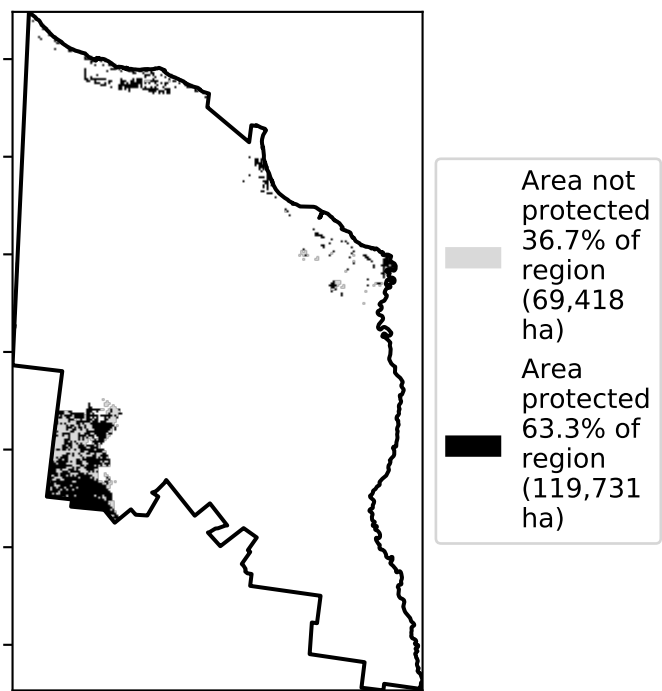 Area not
protected
36.7% of
region
(69,418
ha)
Area
protected
63.3% of
region
(119,731
ha)